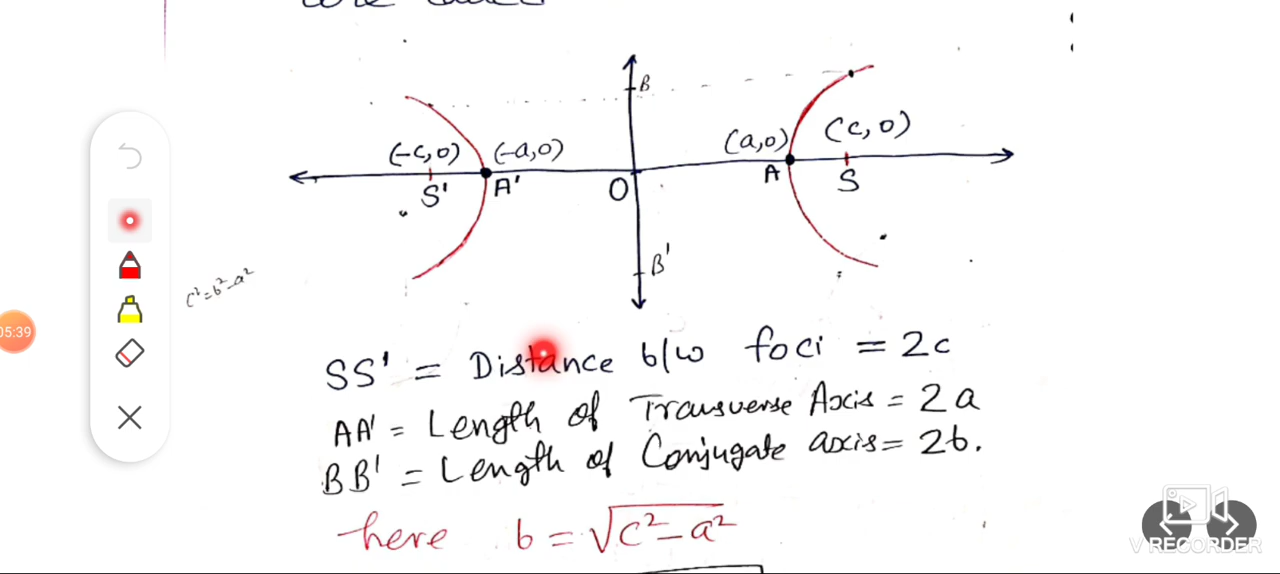 B
(-c,0) (-a,0) (a,0) (c,0)
S' A' O A S
B'
c²=b²-a²
05:39
SS' = Distance b/w foci = 2c
AA' = Length of Transverse Axis = 2a
BB' = Length of Conjugate axis = 2b.
here b = √c²-a²
V RECORDER